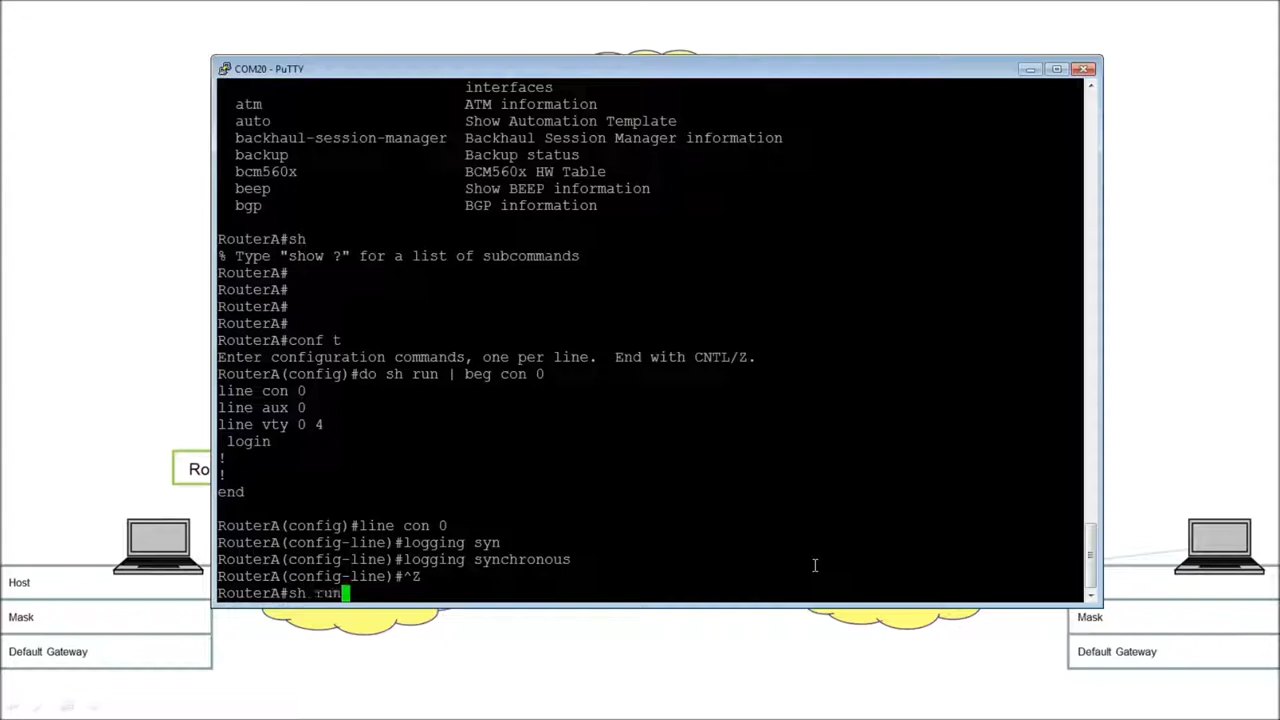 COM20 - PuTTY
interfaces
atm ATM information
auto Show Automation Template
backhaul-session-manager Backhaul Session Manager information
backup Backup status
bcm560x BCM560x HW Table
beep Show BEEP information
bgp BGP information
RouterA#sh
% Type "show ?" for a list of subcommands
RouterA#
RouterA#
RouterA#
RouterA#
RouterA#conf t
Enter configuration commands, one per line.  End with CNTL/Z.
RouterA(config)#do sh run | beg con 0
line con 0
line aux 0
line vty 0 4
login
!
!
end
RouterA(config)#line con 0
RouterA(config-line)#logging syn
RouterA(config-line)#logging synchronous
RouterA(config-line)#^Z
RouterA#sh run
Ro
Host
Mask
Default Gateway
Mask
Default Gateway